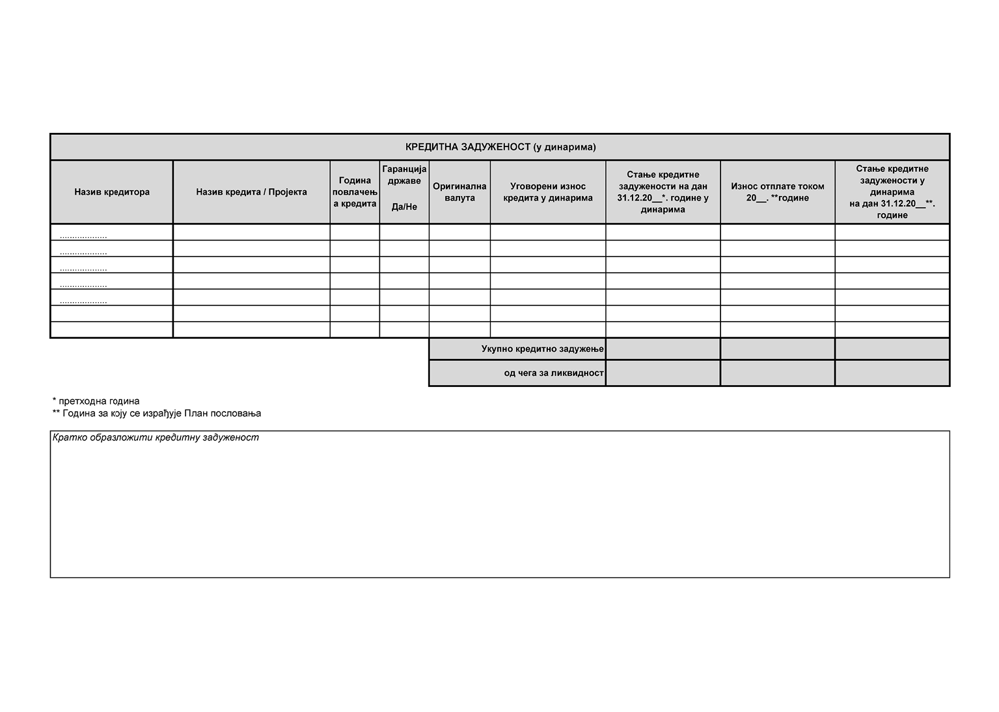 КРЕДИТНА ЗАДУЖЕНОСТ (у динарима)
Назив кредитора
Назив кредита / Пројекта
Година
повлачењ
а кредита
Гаранција
државе
Да/Не
Оригинална
валута
Уговорени износ
кредита у динарима
Стање кредитне
задужености на дан
31.12.20__*. године у
динарима
Износ отплате током
20__. **године
Стање кредитне
задужености у
динарима
на дан 31.12.20__**.
године
...................
...................
...................
...................
...................
Укупно кредитно задужење
од чега за ликвидност
* претходна година
** Година за коју се израђује План пословања
Кратко образложити кредитну задуженост